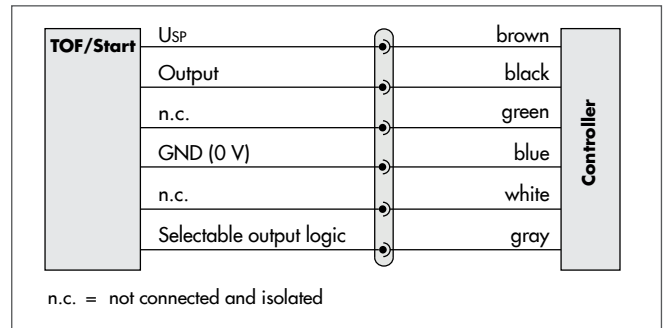 TOF/Start
USP brown
Output black
n.c. green
GND (0 V) blue
n.c. white
Selectable output logic gray
Controller
n.c. = not connected and isolated